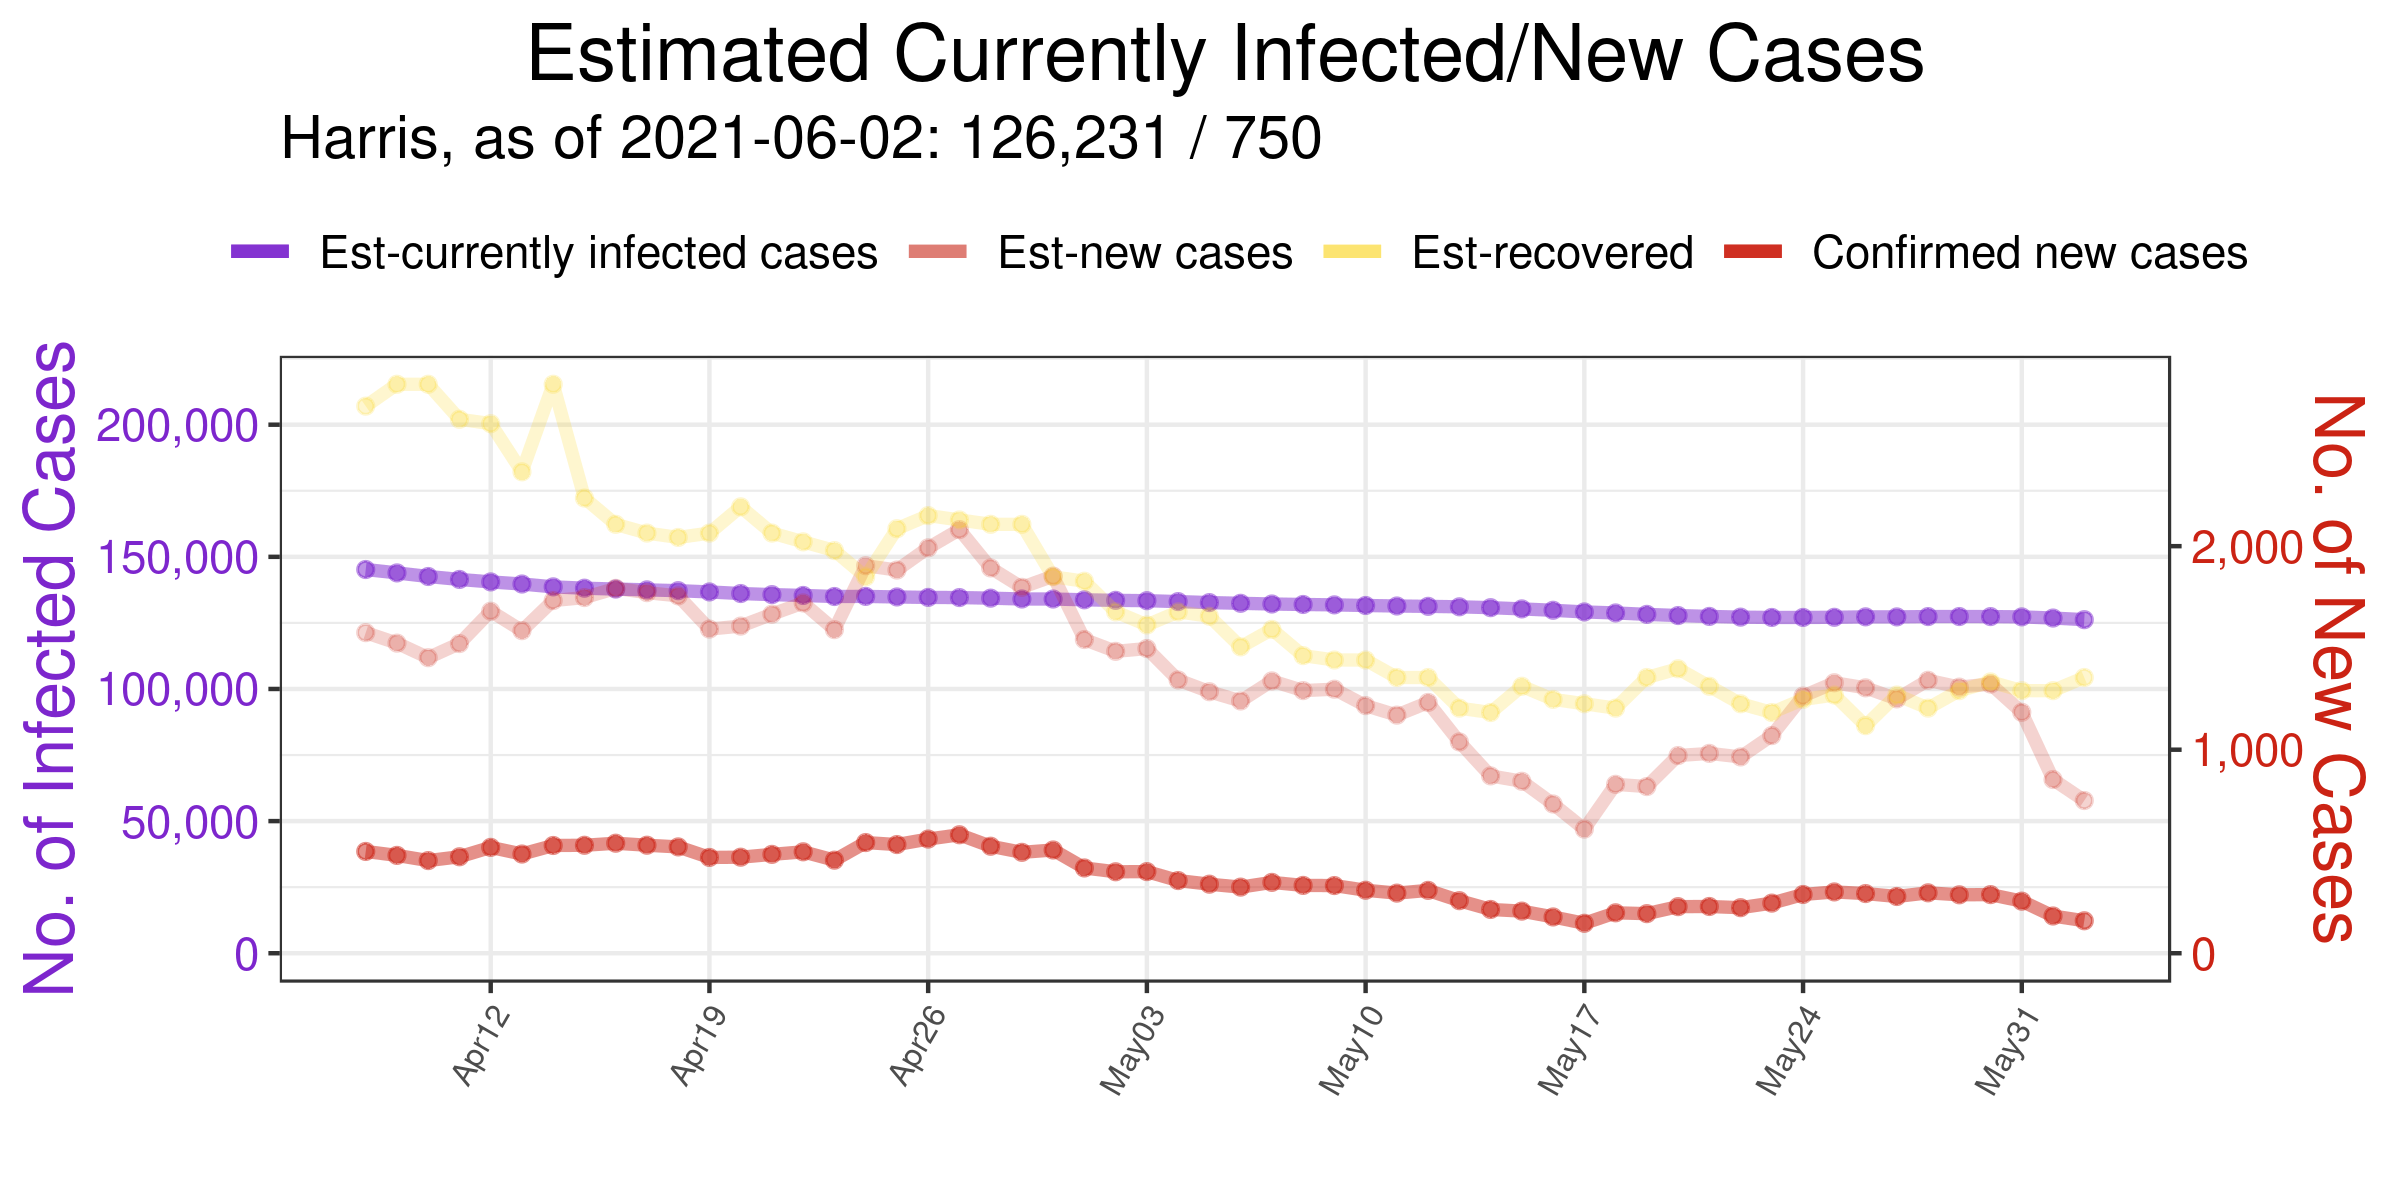 Estimated Currently Infected/New Cases
Harris, as of 2021-06-02: 126,231 / 750
Est-currently infected cases Est-new cases Est-recovered Confirmed new cases
No. of Infected Cases
200,000
150,000
100,000
50,000
0
No. of New Cases
2,000
1,000
0
Apr12 Apr19 Apr26 May03 May10 May17 May24 May31